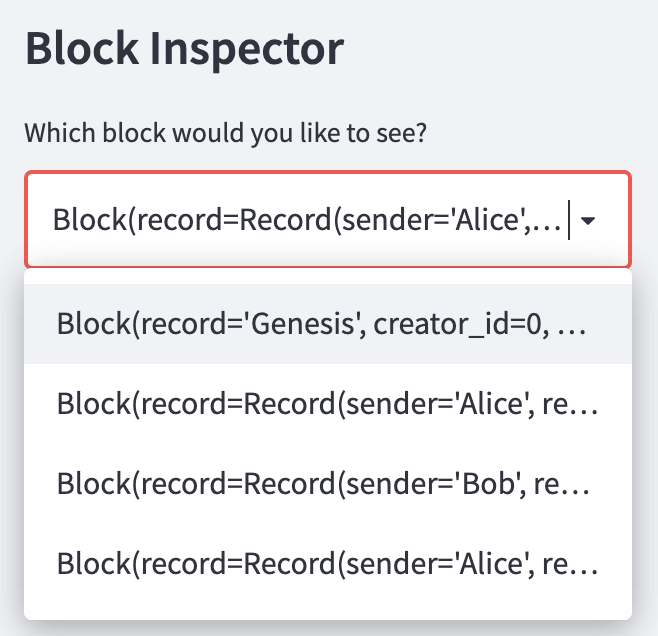 Block Inspector
Which block would you like to see?
Block(record=Record(sender='Alice',...
Block(record='Genesis', creator_id=0, ...
Block(record=Record(sender='Alice', re...
Block(record=Record(sender='Bob', re...
Block(record=Record(sender='Alice', re...